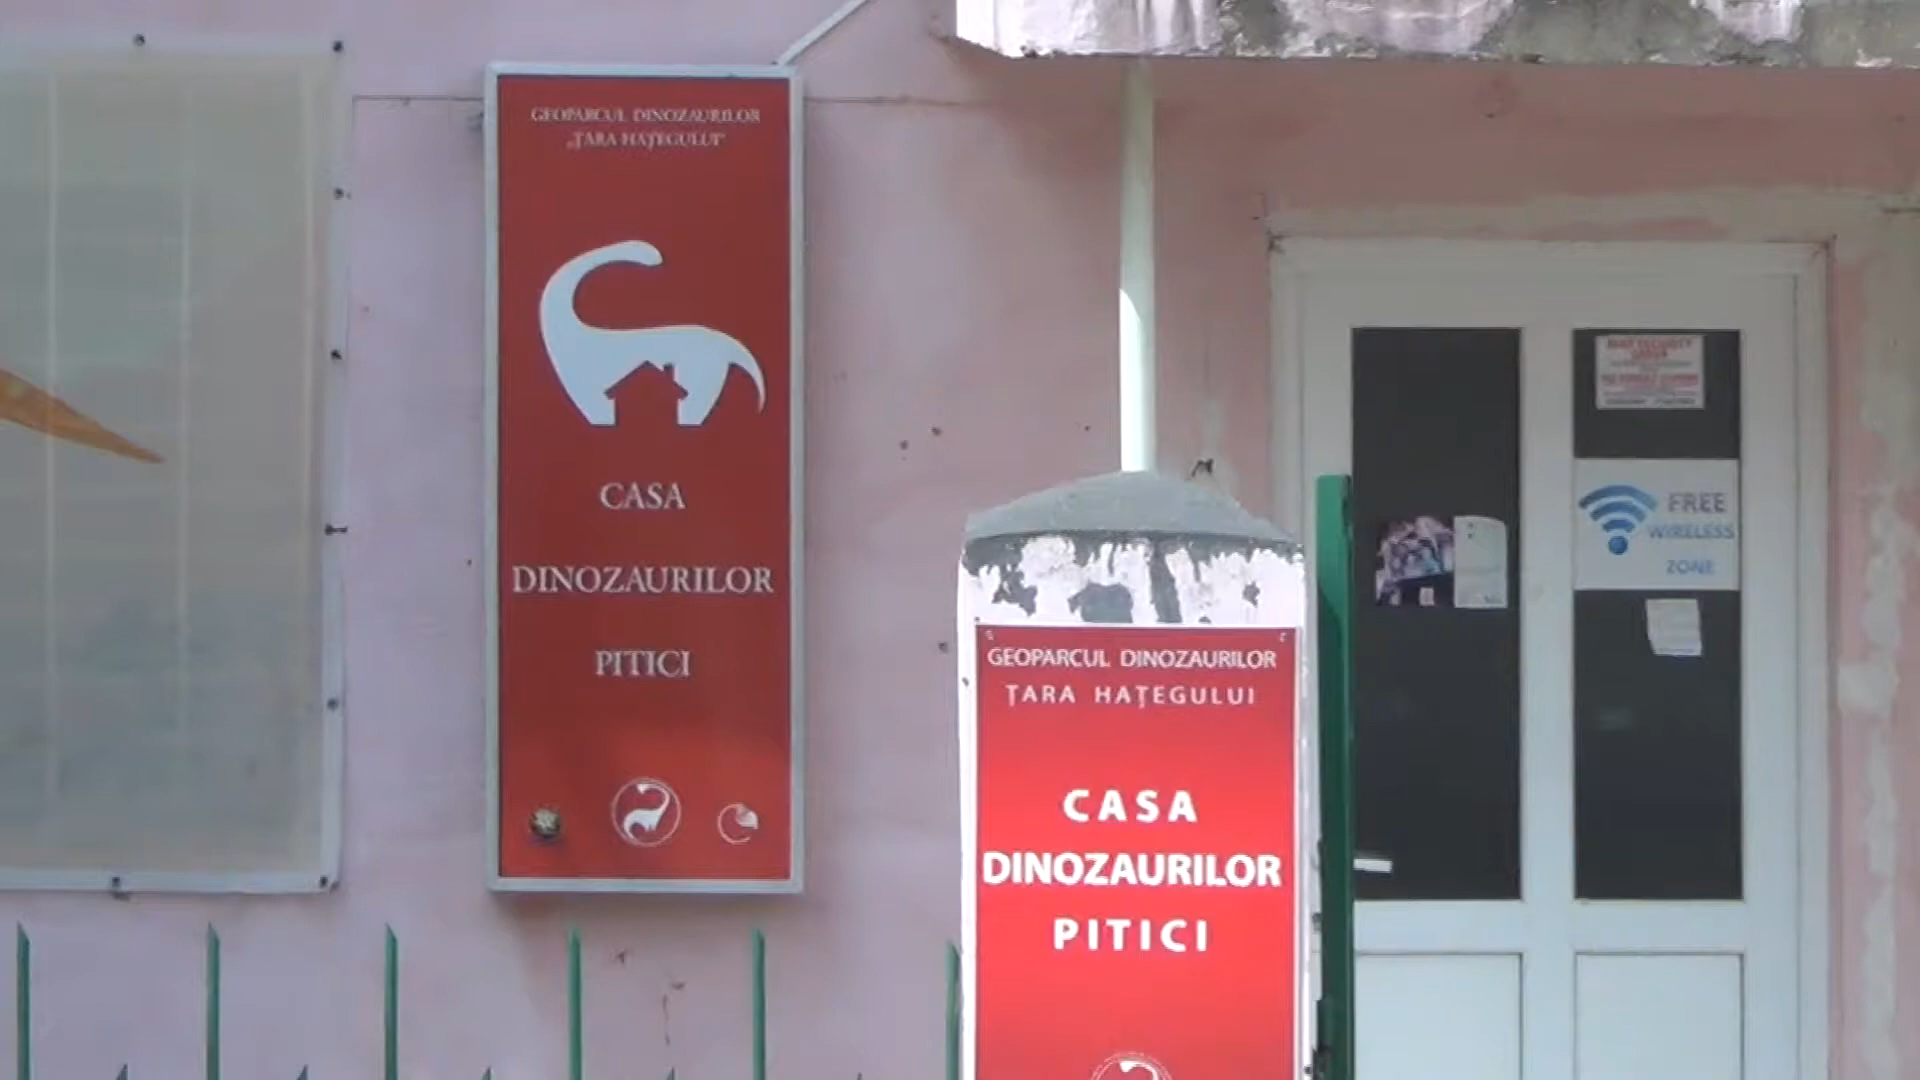 GEOPARCUL DINOZAURILOR
„ȚARA HAȚEGULUI”
CASA
DINOZAURILOR
PITICI
GEOPARCUL DINOZAURILOR
ȚARA HAȚEGULUI
CASA
DINOZAURILOR
PITICI
FREE
WIRELESS
ZONE